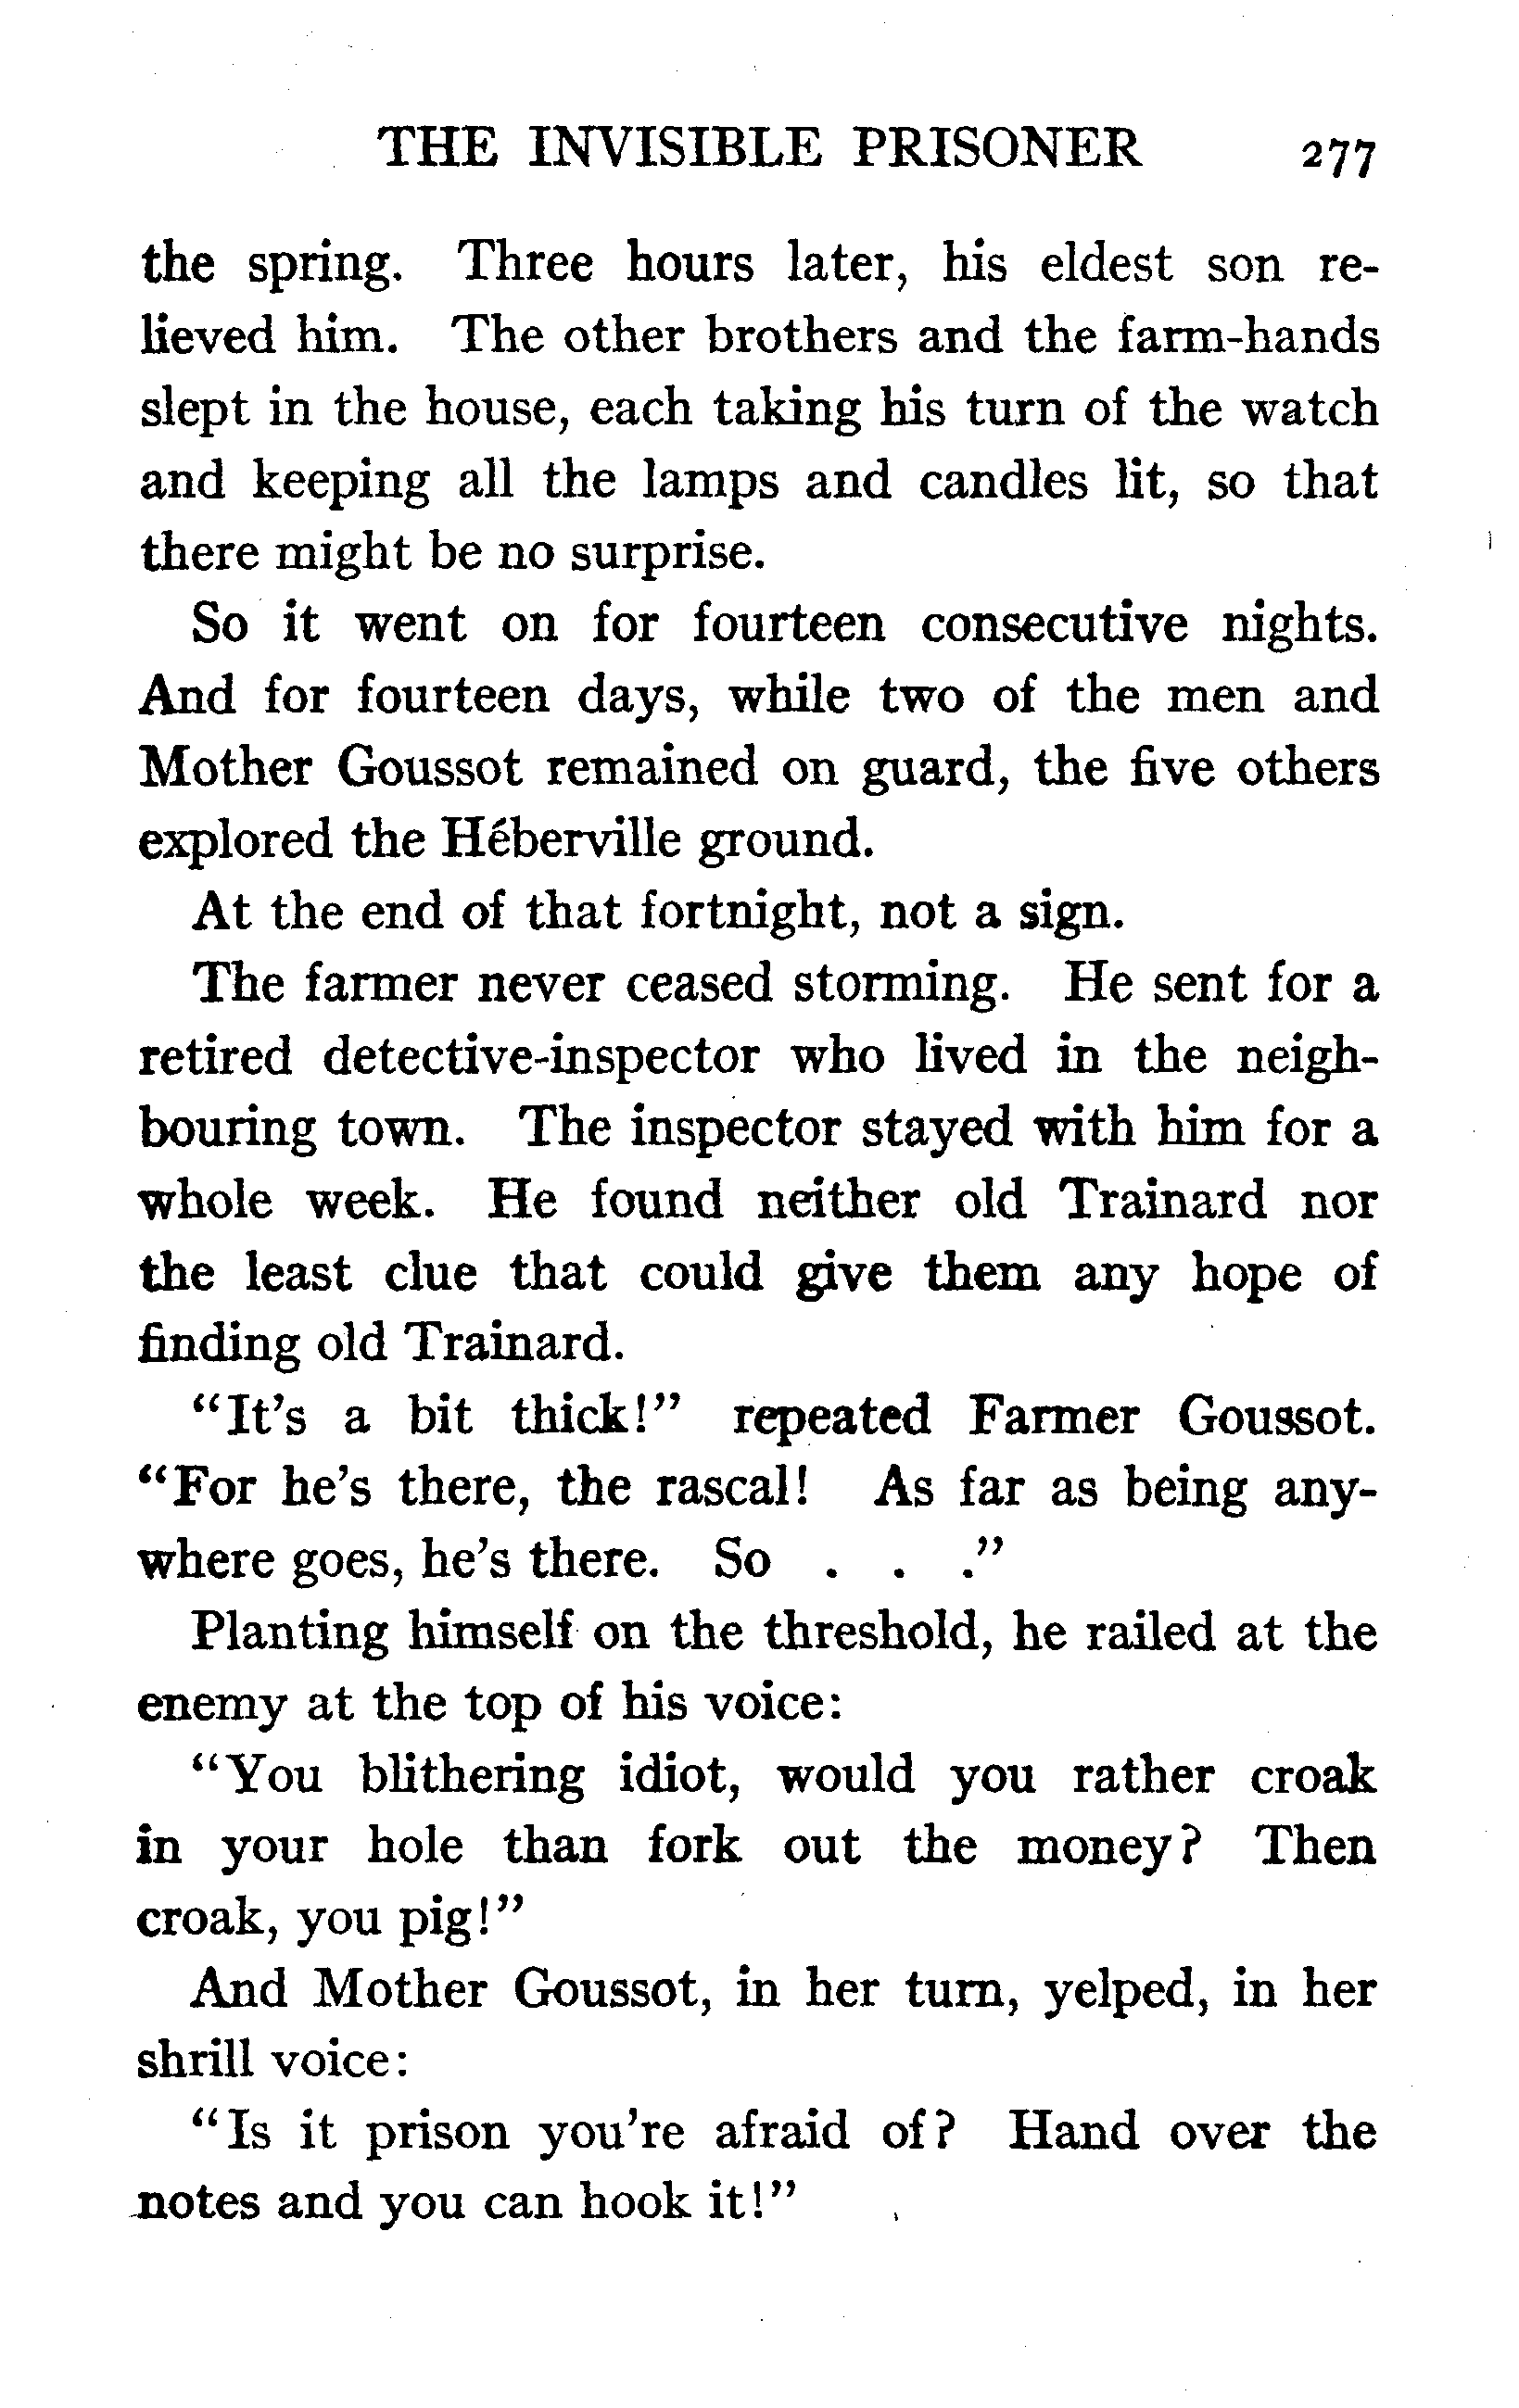 THE INVISIBLE PRISONER 277
the spring. Three hours later, his eldest son re-
lieved him. The other brothers and the farm-hands
slept in the house, each taking his turn of the watch
and keeping all the lamps and candles lit, so that
there might be no surprise.
So it went on for fourteen consecutive nights.
And for fourteen days, while two of the men and
Mother Goussot remained on guard, the five others
explored the Héberville ground.
At the end of that fortnight, not a sign.
The farmer never ceased storming. He sent for a
retired detective-inspector who lived in the neigh-
bouring town. The inspector stayed with him for a
whole week. He found neither old Trainard nor
the least clue that could give them any hope of
finding old Trainard.
“It’s a bit thick!” repeated Farmer Goussot.
“For he’s there, the rascal! As far as being any-
where goes, he’s there. So . . .”
Planting himself on the threshold, he railed at the
enemy at the top of his voice:
“You blithering idiot, would you rather croak
in your hole than fork out the money? Then
croak, you pig!”
And Mother Goussot, in her turn, yelped, in her
shrill voice:
“Is it prison you’re afraid of? Hand over the
notes and you can hook it!”